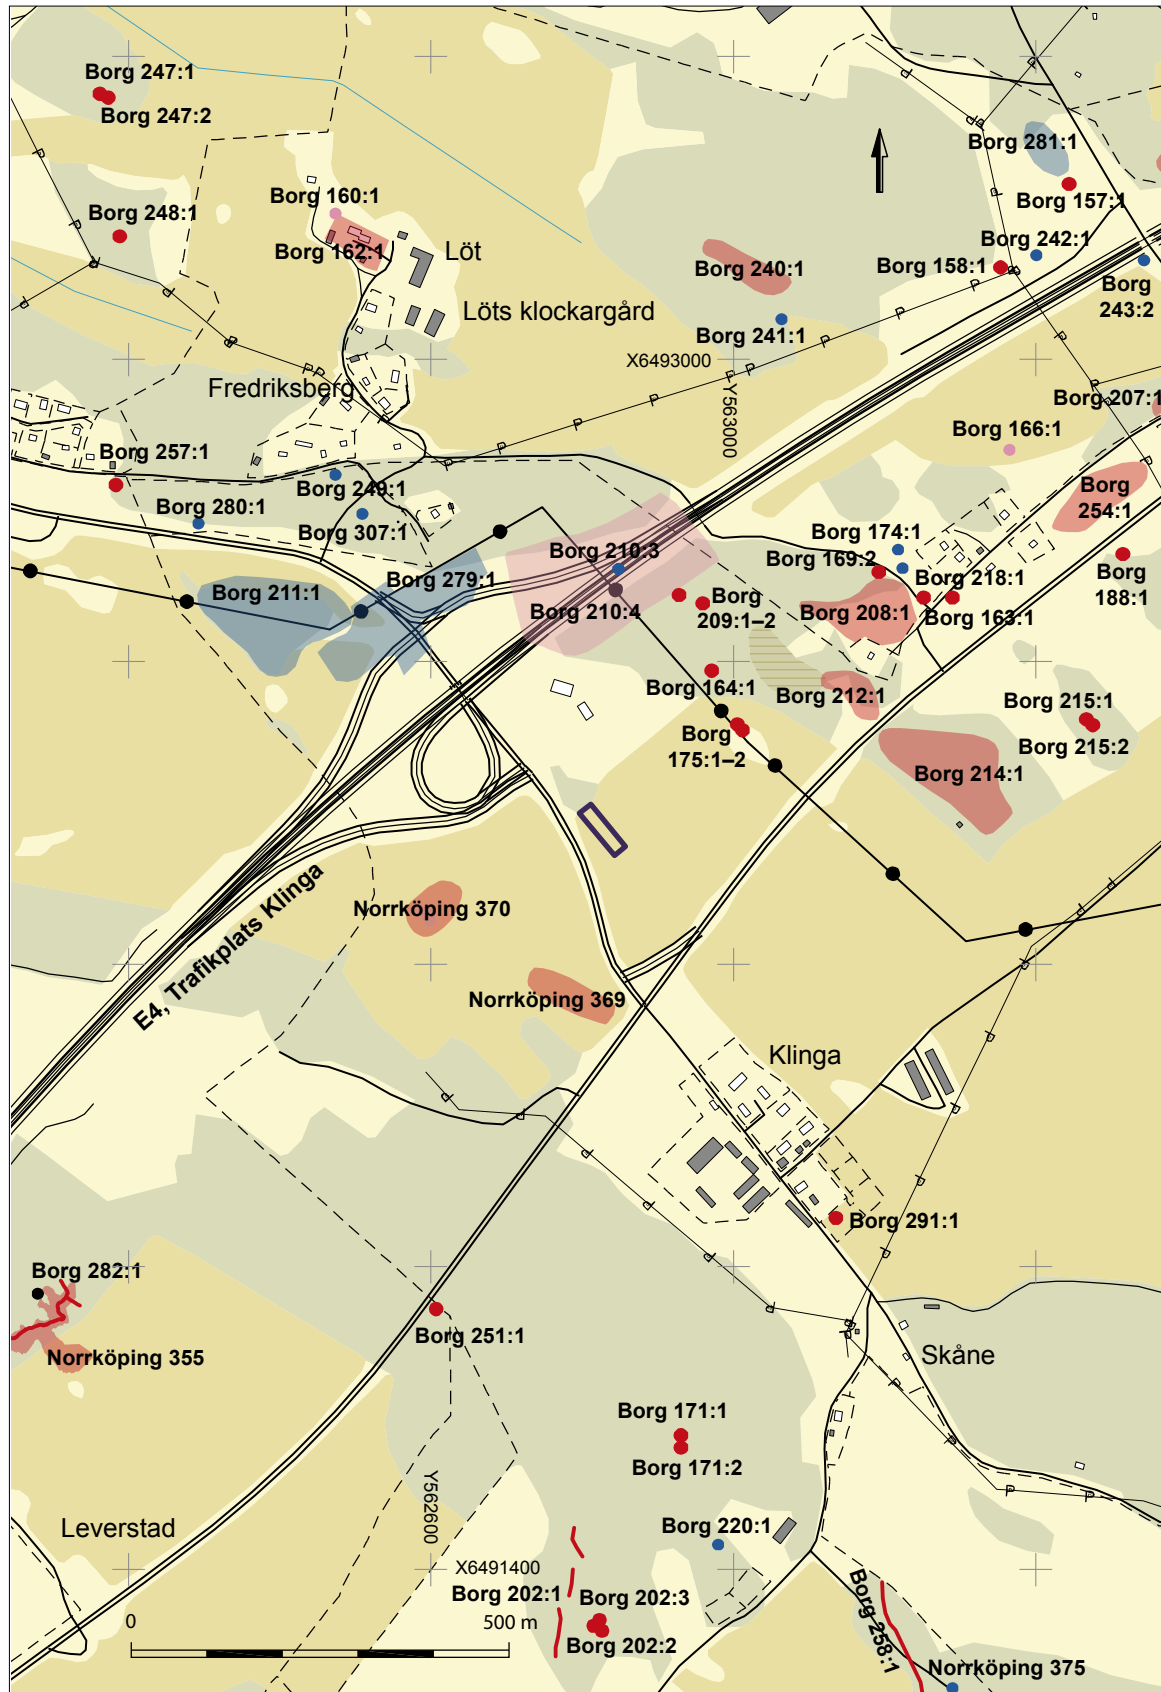 Borg 247:1
Borg 247:2
Borg 281:1
Borg 160:1
Borg 157:1
Borg 248:1
Borg 242:1
Borg 162:1
Löt
Borg 240:1
Borg 158:1
Borg
243:2
Löts klockargård
Borg 241:1
X6493000
Y563000
Fredriksberg
Borg 207:1
Borg 166:1
Borg 257:1
Borg 249:1
Borg
254:1
Borg 280:1
Borg 307:1
Borg 174:1
Borg 210:3
Borg 169:2
Borg 279:1
Borg 218:1
Borg
188:1
Borg 211:1
Borg 210:4
Borg
209:1–2
Borg 208:1
Borg 163:1
Borg 164:1
Borg 212:1
Borg 215:1
Borg
175:1–2
Borg 215:2
Borg 214:1
E4, Trafikplats Klinga
Norrköping 370
Norrköping 369
Klinga
Borg 291:1
Borg 282:1
Borg 251:1
Norrköping 355
Skåne
Borg 171:1
Borg 171:2
Y562600
Leverstad
Borg 220:1
X6491400
Borg 202:1
Borg 202:3
Borg 258:1
0
500 m
Borg 202:2
Norrköping 375